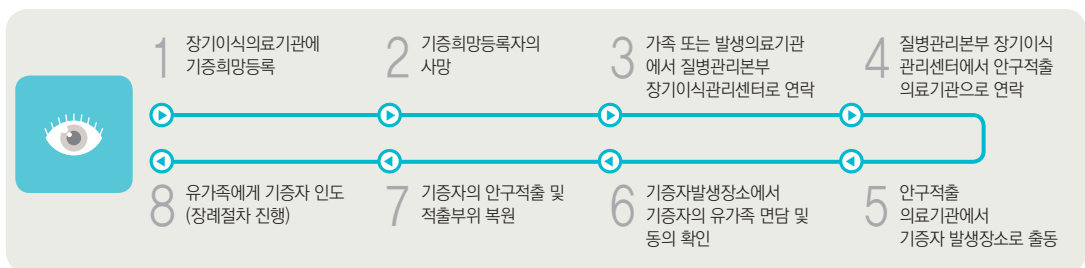 1
장기이식의료기관에
기증희망등록
2
기증희망등록자의
사망
3
가족 또는 발생의료기관
에서 질병관리본부
장기이식관리센터로 연락
4
질병관리본부 장기이식
관리센터에서 안구적출
의료기관으로 연락
5
안구적출
의료기관에서
기증자 발생장소로 출동
6
기증자발생장소에서
기증자의 유가족 면담 및
동의 확인
7
기증자의 안구적출 및
적출부위 복원
8
유가족에게 기증자 인도
(장례절차 진행)